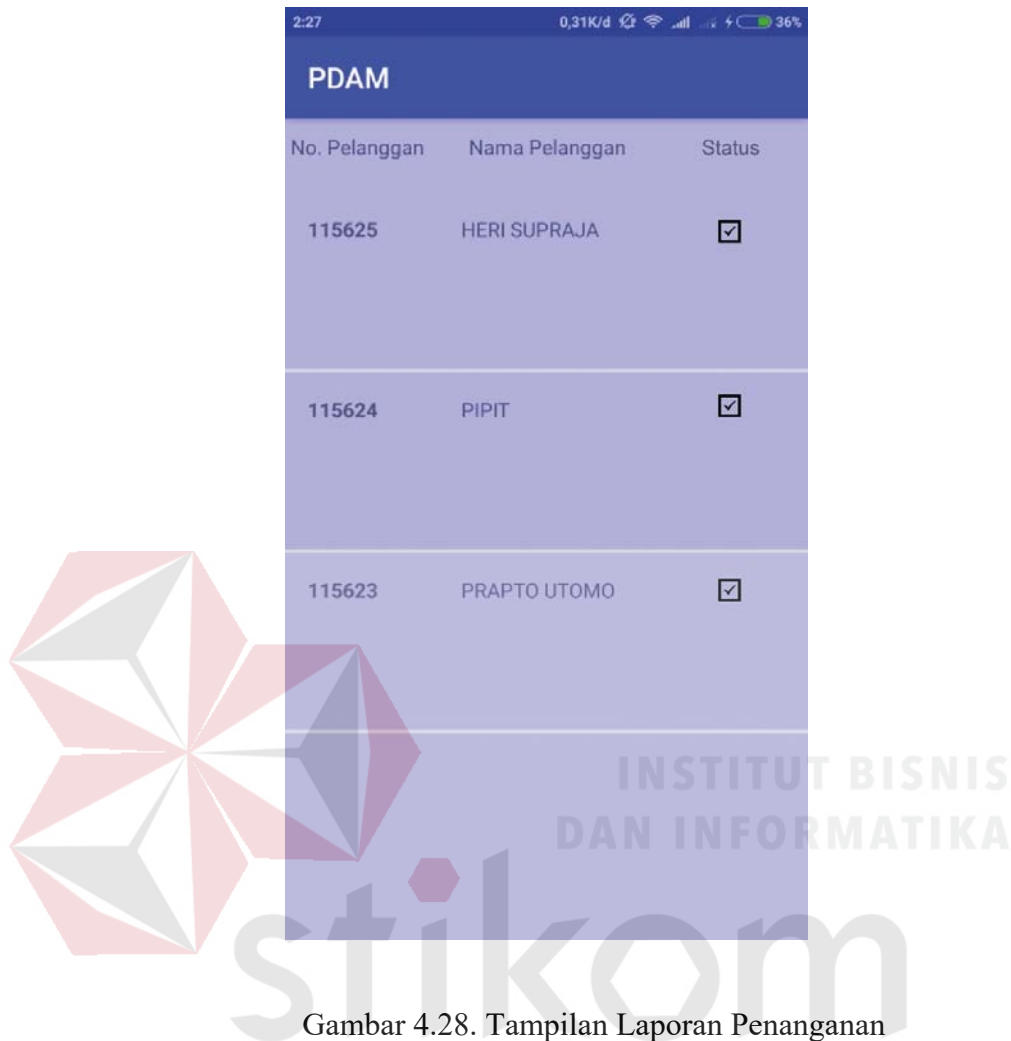 2:27 0,31K/d 36%
PDAM
No. Pelanggan Nama Pelanggan Status
115625 HERI SUPRAJA
115624 PIPIT
115623 PRAPTO UTOMO
INSTITUT BISNIS
DAN INFORMATIKA
stikom
Gambar 4.28. Tampilan Laporan Penanganan